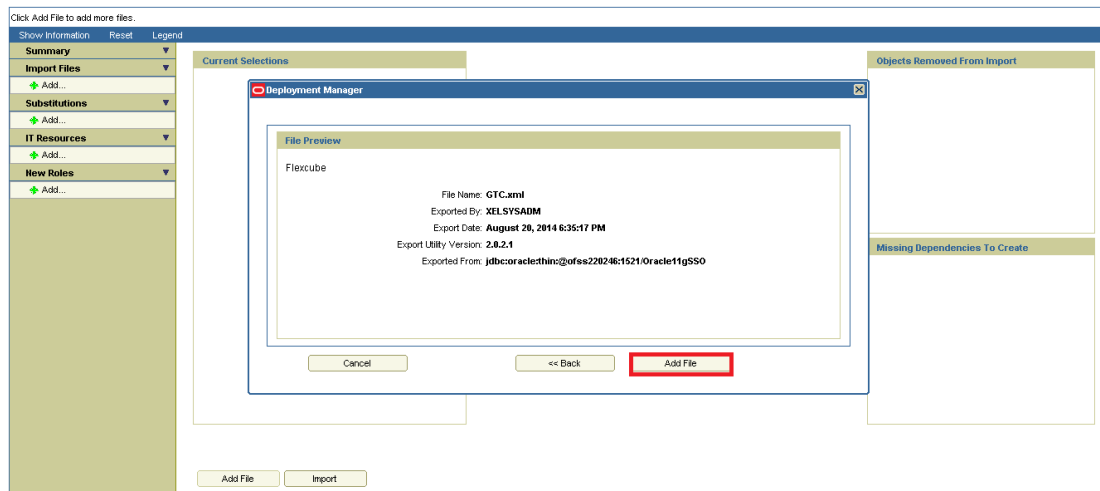 Click Add File to add more files.
Show Information Reset Legend
Summary
Import Files
Add...
Substitutions
Add...
IT Resources
Add...
New Roles
Add...
Current Selections
Objects Removed From Import
Deployment Manager
File Preview
Flexcube
File Name: GTC.xml
Exported By: XELSYSADM
Export Date: August 20, 2014 6:35:17 PM
Export Utility Version: 2.0.2.1
Exported From: jdbc:oracle:thin:@ofss220246:1521/Oracle11gSSO
Cancel << Back Add File
Missing Dependencies To Create
Add File Import